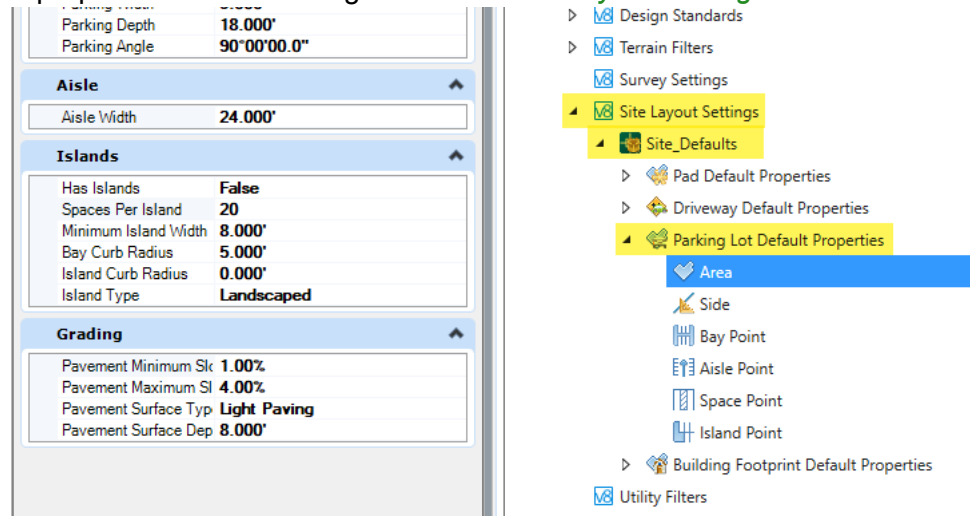 Parking Depth 18.000'
Parking Angle 90°00'00.0"
Aisle
Aisle Width 24.000'
Islands
Has Islands False
Spaces Per Island 20
Minimum Island Width 8.000'
Bay Curb Radius 5.000'
Island Curb Radius 0.000'
Island Type Landscaped
Grading
Pavement Minimum Slo 1.00%
Pavement Maximum Sl 4.00%
Pavement Surface Typ Light Paving
Pavement Surface Dep 8.000'
Design Standards
Terrain Filters
Survey Settings
Site Layout Settings
Site_Defaults
Pad Default Properties
Driveway Default Properties
Parking Lot Default Properties
Area
Side
Bay Point
Aisle Point
Space Point
Island Point
Building Footprint Default Properties
Utility Filters